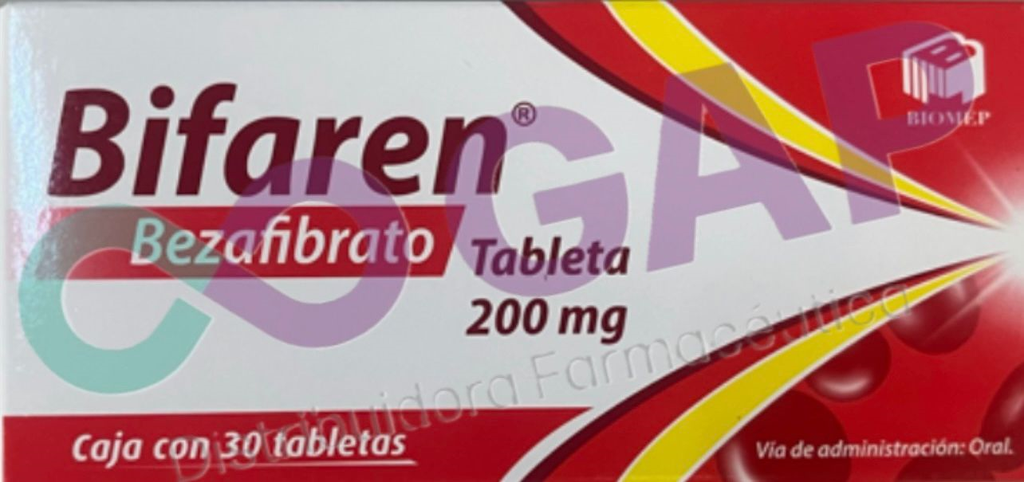 Bifaren®
Bezafibrato
Tableta
200 mg
Caja con 30 tabletas
BIOMEP
Vía de administración: Oral.
GAP
Distribuidora Farmacéutica